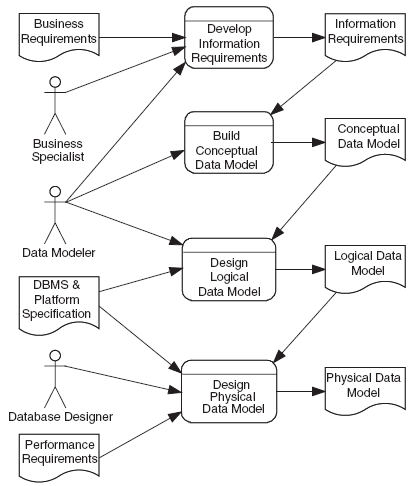 Business
Requirements
Develop
Information
Requirements
Information
Requirements
Business
Specialist
Build
Conceptual
Data Model
Conceptual
Data Model
Data Modeler
Design
Logical
Data Model
Logical Data
Model
DBMS &
Platform
Specification
Design
Physical
Data Model
Physical Data
Model
Database Designer
Performance
Requirements